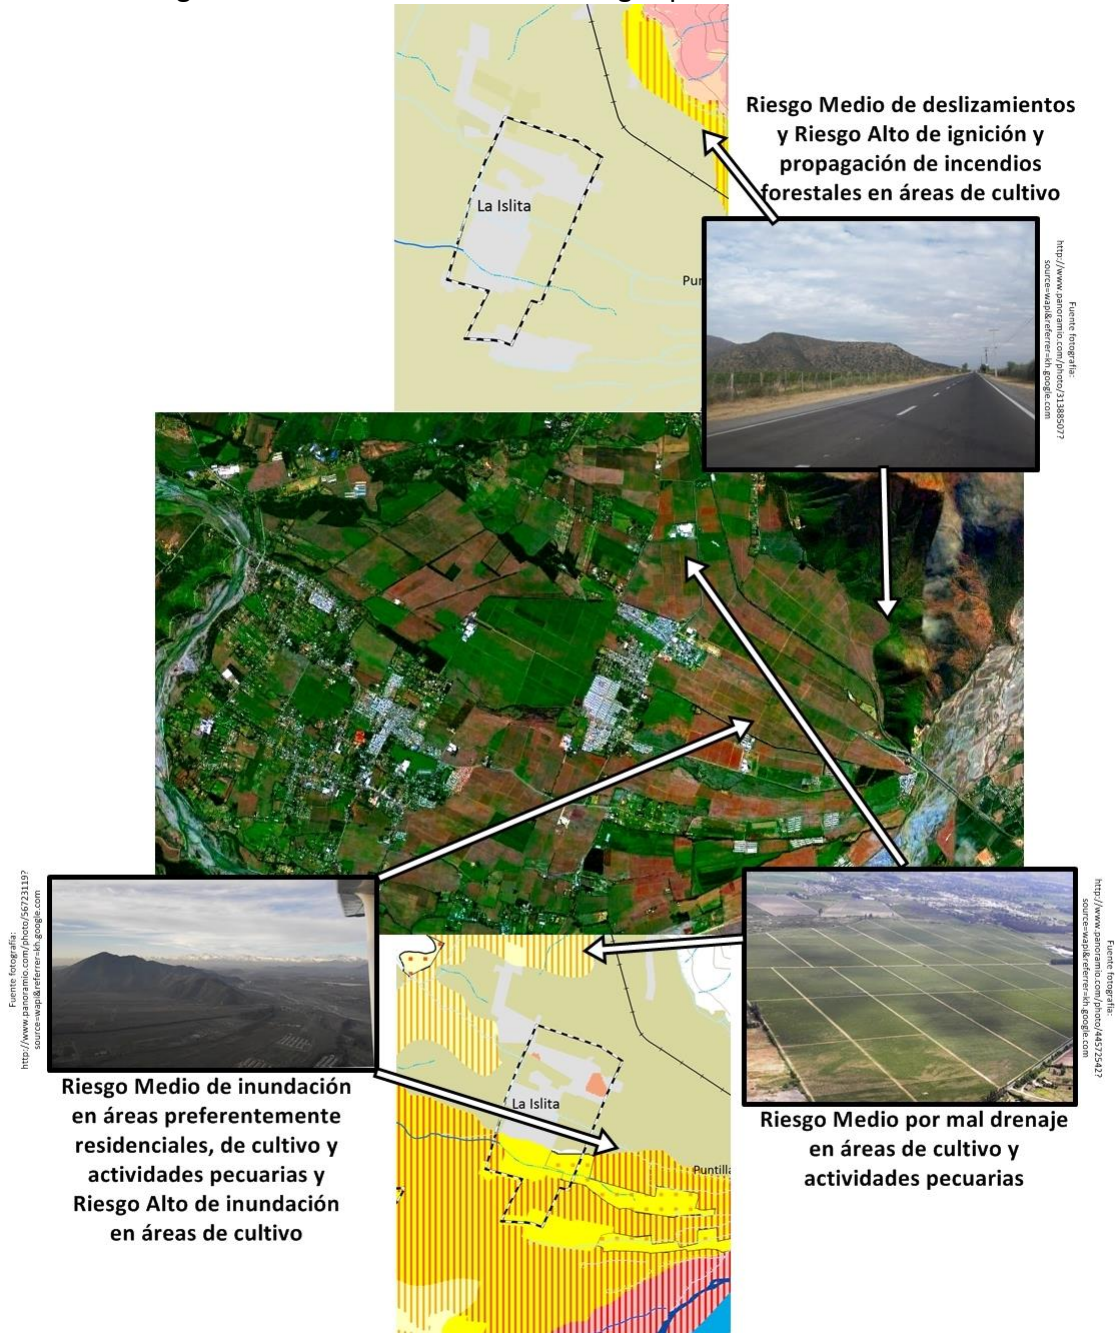 Riesgo Medio de deslizamientos
y Riesgo Alto de ignición y
propagación de incendios
forestales en áreas de cultivo
La Islita
Fuente fotografía:
http://www.panoramio.com/photo/31388507?
source=wapi&referrer=kh.google.com
Fuente fotografía:
http://www.panoramio.com/photo/56723119?
source=wapi&referrer=kh.google.com
Fuente fotografía:
http://www.panoramio.com/photo/44572542?
source=wapi&referrer=kh.google.com
La Islita
Puntilla
Riesgo Medio de inundación
en áreas preferentemente
residenciales, de cultivo y
actividades pecuarias y
Riesgo Alto de inundación
en áreas de cultivo
Riesgo Medio por mal drenaje
en áreas de cultivo y
actividades pecuarias